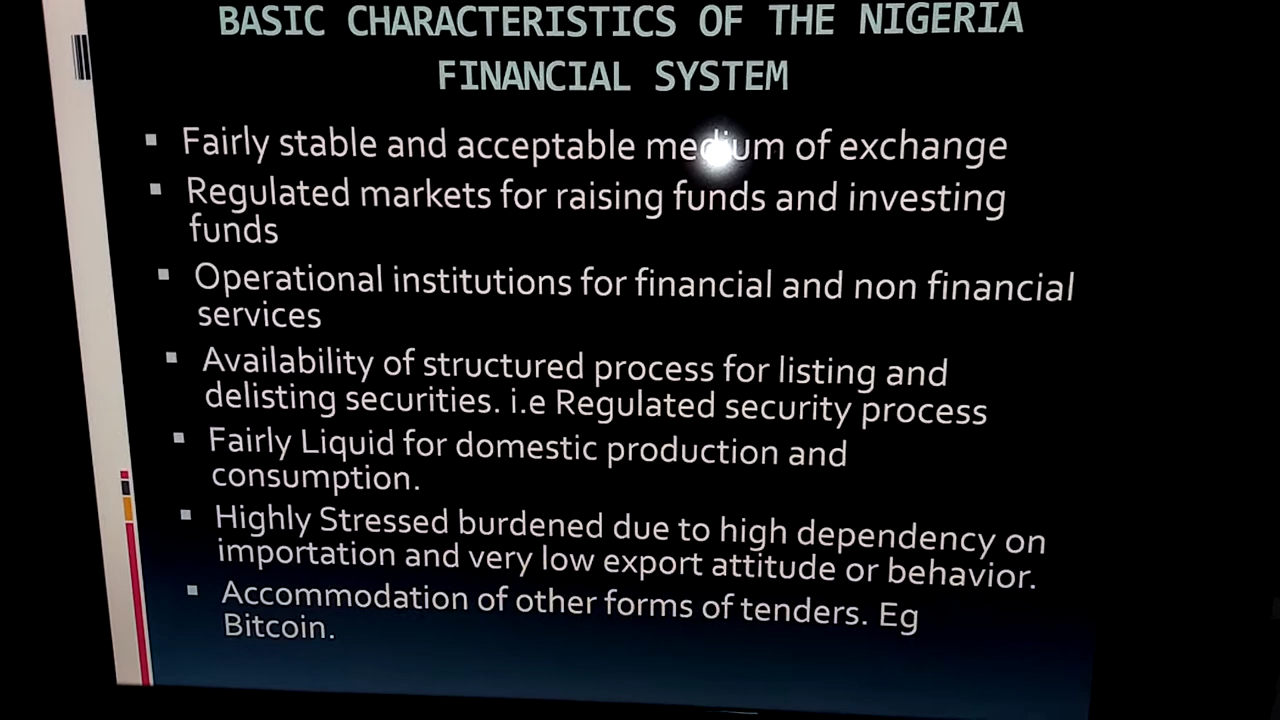 BASIC CHARACTERISTICS OF THE NIGERIA
FINANCIAL SYSTEM
▪ Fairly stable and acceptable medium of exchange
▪ Regulated markets for raising funds and investing
funds
▪ Operational institutions for financial and non financial
services
▪ Availability of structured process for listing and
delisting securities. i.e Regulated security process
▪ Fairly Liquid for domestic production and
consumption.
▪ Highly Stressed burdened due to high dependency on
importation and very low export attitude or behavior.
▪ Accommodation of other forms of tenders. Eg
Bitcoin.